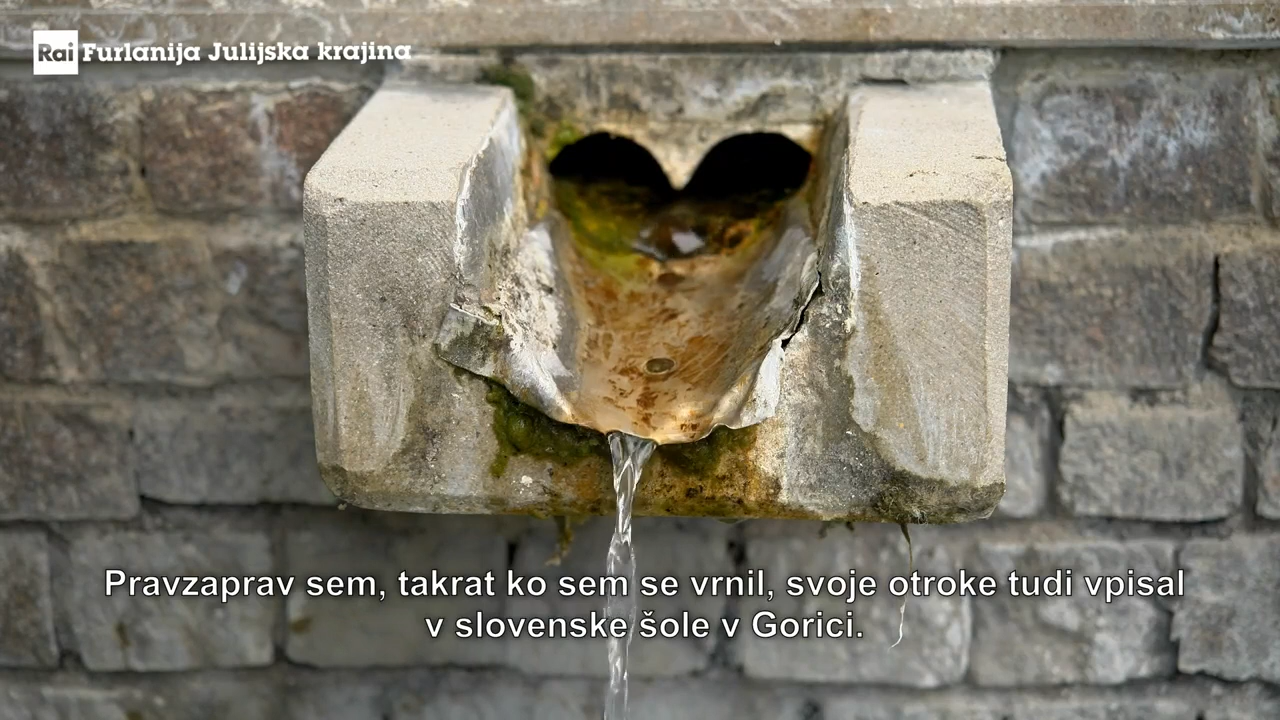 Rai Furlanija Julijska krajina
Pravzaprav sem, takrat ko sem se vrnil, svoje otroke tudi vpisal
v slovenske šole v Gorici.